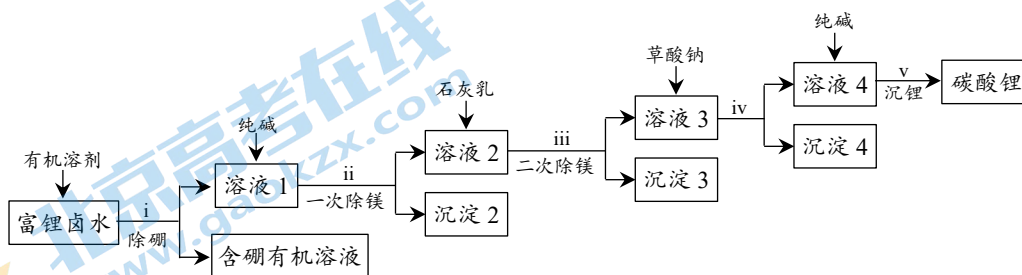 纯碱
草酸钠
溶液 4
v
沉锂
碳酸锂
石灰乳
溶液 3
iv
沉淀 4
纯碱
溶液 2
iii
二次除镁
沉淀 3
有机溶剂
溶液 1
ii
一次除镁
沉淀 2
富锂卤水
i
除硼
含硼有机溶液
北京高考在线
www.gaokzx.com